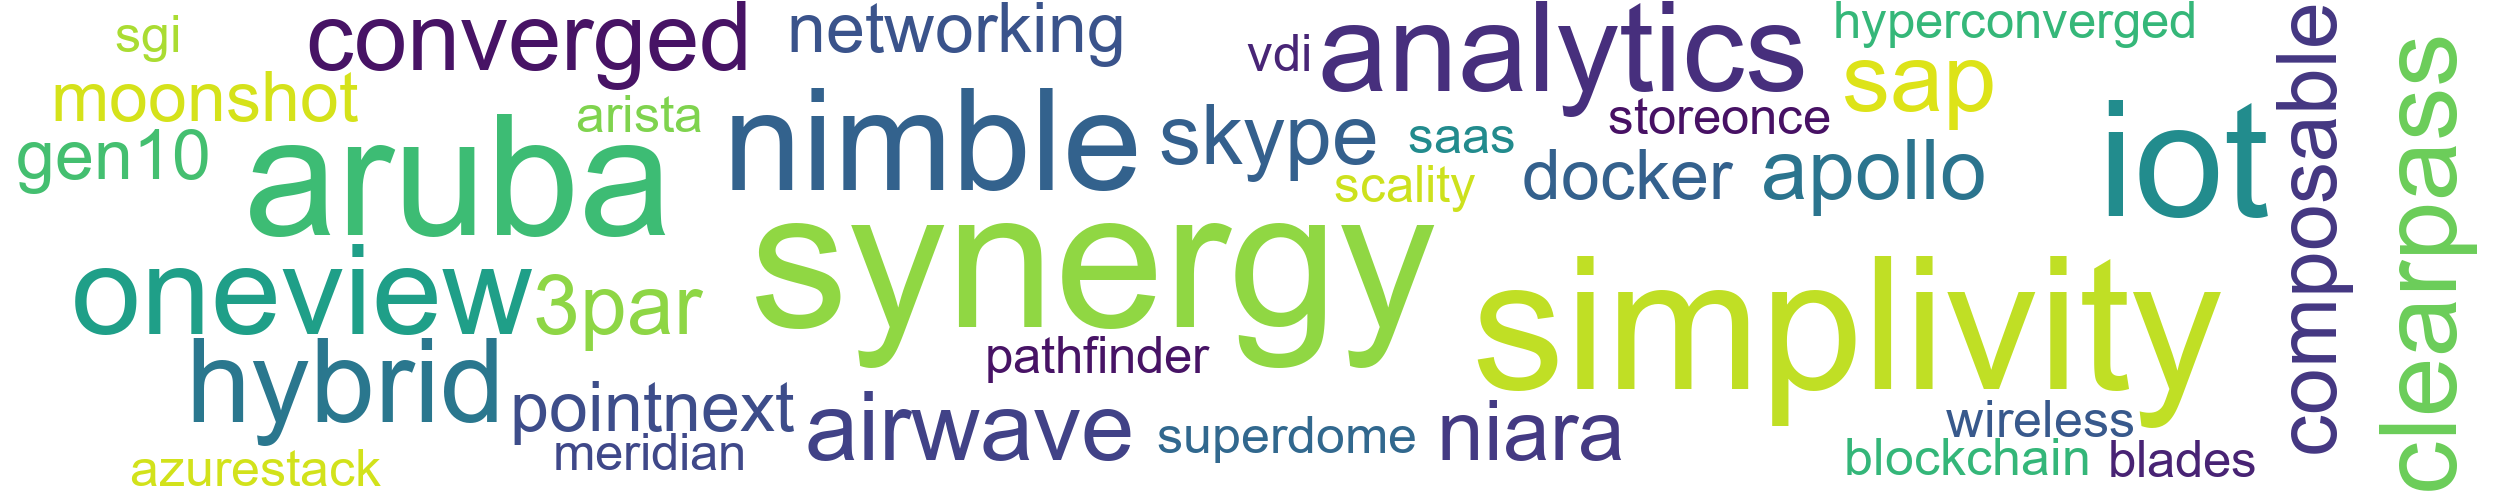 sgi
converged
networking
vdi
analytics
hyperconverged
moonshot
arista
nimble
skype
saas
storeonce
sap
iot
composable
clearpass
gen10
aruba
scality
docker
apollo
oneview
3par
synergy
simplivity
hybrid
pathfinder
pointnext
meridian
airwave
superdome
niara
wireless
blockchain
blades
azurestack